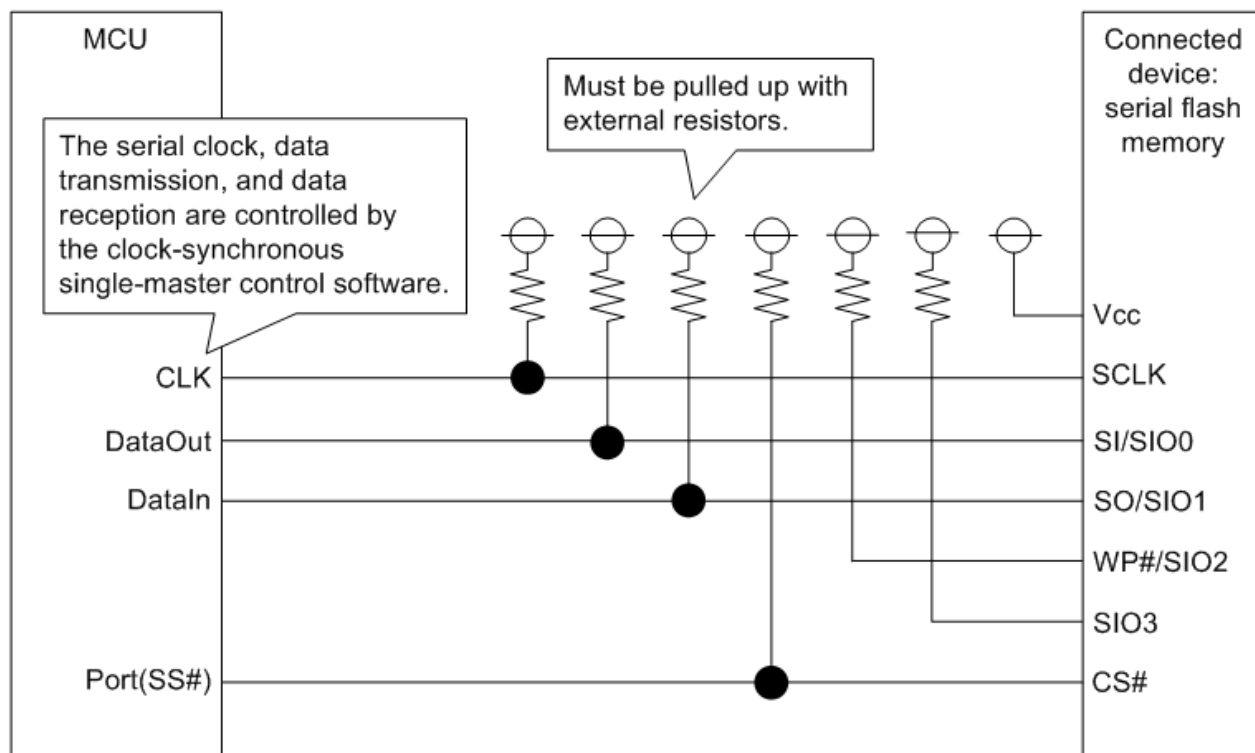 MCU
Connected
device:
serial flash
memory
Must be pulled up with
external resistors.
The serial clock, data
transmission, and data
reception are controlled by
the clock-synchronous
single-master control software.
Vcc
CLK
SCLK
DataOut
SI/SIO0
DataIn
SO/SIO1
WP#/SIO2
SIO3
Port(SS#)
CS#